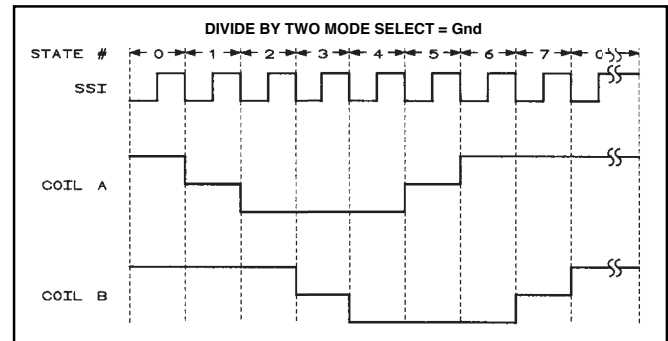 DIVIDE BY TWO MODE SELECT = Gnd
STATE # 0 1 2 3 4 5 6 7 0
SSI
COIL A
COIL B